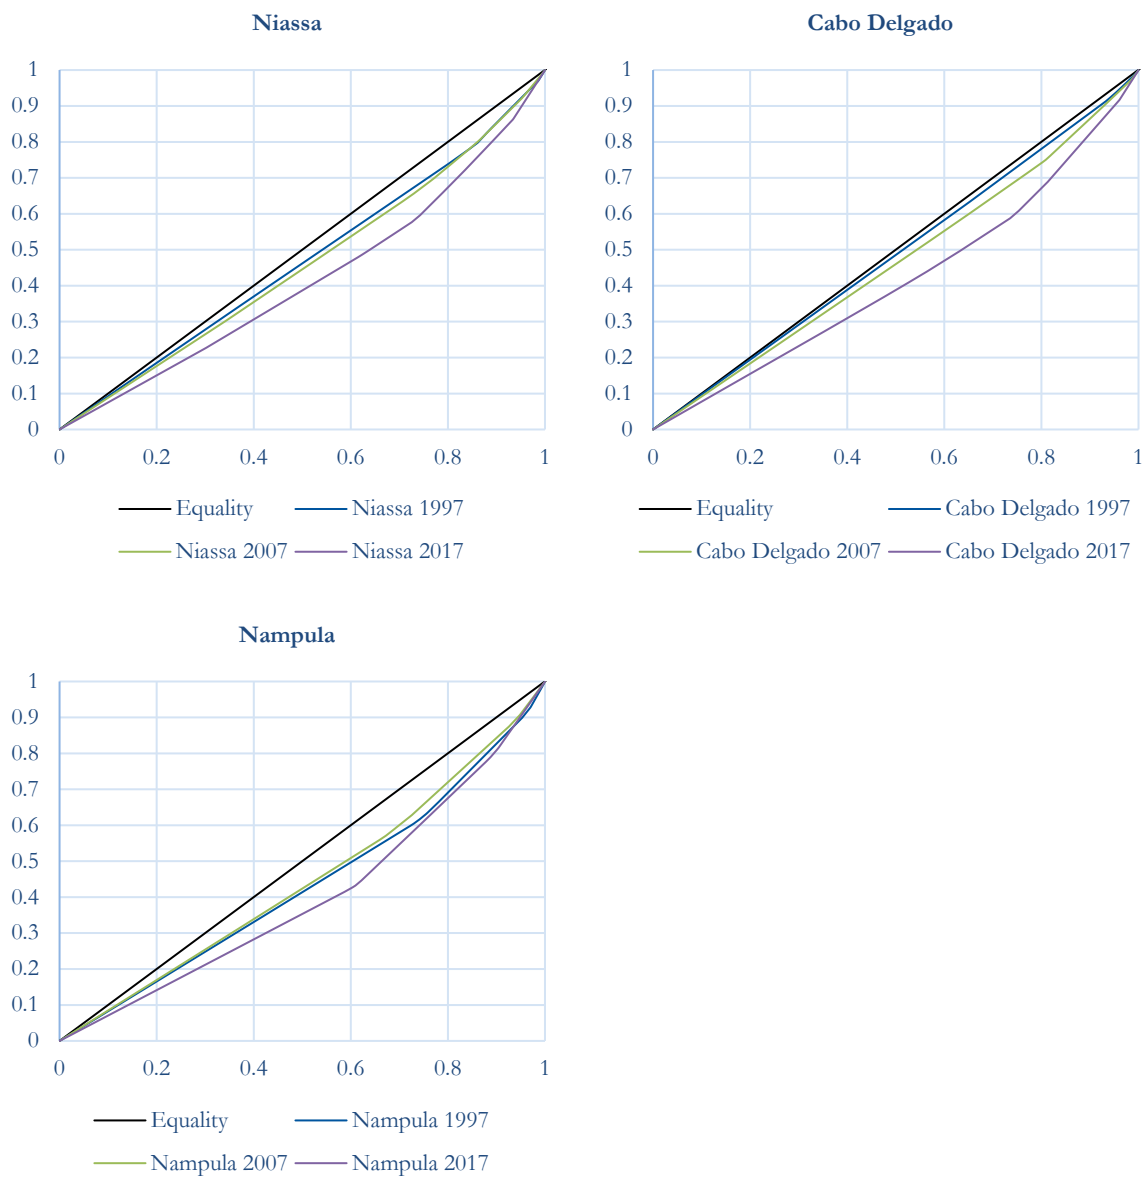 Niassa
1
0.9
0.8
0.7
0.6
0.5
0.4
0.3
0.2
0.1
0
0 0.2 0.4 0.6 0.8 1
Equality Niassa 1997
Niassa 2007 Niassa 2017
Cabo Delgado
1
0.9
0.8
0.7
0.6
0.5
0.4
0.3
0.2
0.1
0
0 0.2 0.4 0.6 0.8 1
Equality Cabo Delgado 1997
Cabo Delgado 2007 Cabo Delgado 2017
Nampula
1
0.9
0.8
0.7
0.6
0.5
0.4
0.3
0.2
0.1
0
0 0.2 0.4 0.6 0.8 1
Equality Nampula 1997
Nampula 2007 Nampula 2017